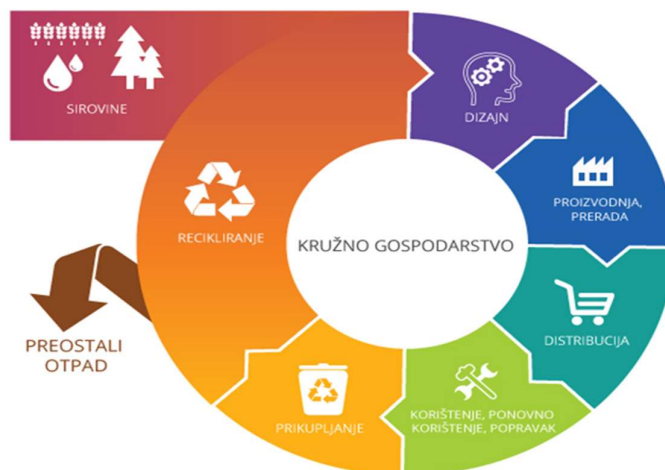 SIROVINE
DIZAJN
PROIZVODNJA,
PRERADA
DISTRIBUCIJA
KORIŠTENJE, PONOVNO
KORIŠTENJE, POPRAVAK
PRIKUPLJANJE
RECIKLIRANJE
KRUŽNO GOSPODARSTVO
PREOSTALI
OTPAD